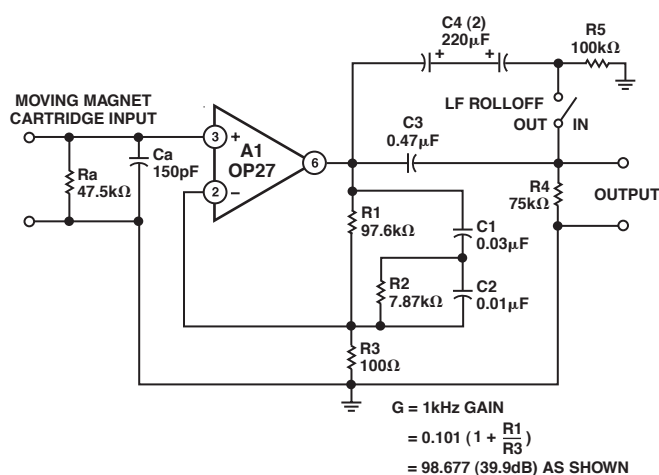 C4 (2)
220µF
+
+
R5
100kΩ
MOVING MAGNET
CARTRIDGE INPUT
LF ROLLOFF
OUT
IN
C3
0.47µF
3
+
A1
OP27
6
2
–
Ra
47.5kΩ
Ca
150pF
R4
75kΩ
OUTPUT
R1
97.6kΩ
C1
0.03µF
R2
7.87kΩ
C2
0.01µF
R3
100Ω
G = 1kHz GAIN
= 0.101 ( 1 + R1/R3 )
= 98.677 (39.9dB) AS SHOWN